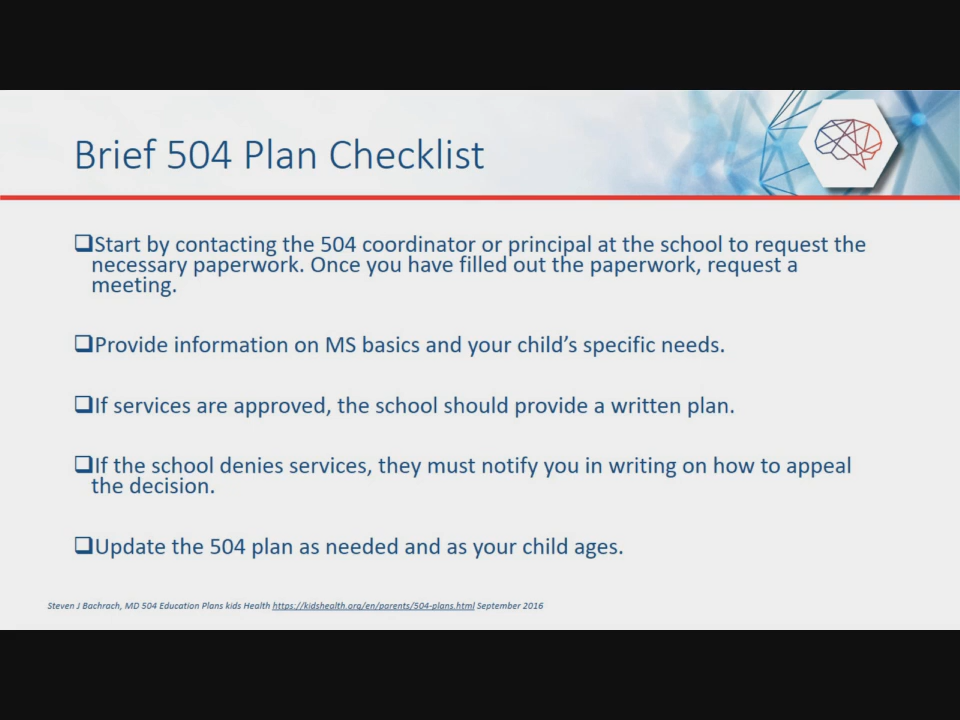 Brief 504 Plan Checklist
❑Start by contacting the 504 coordinator or principal at the school to request the
necessary paperwork. Once you have filled out the paperwork, request a
meeting.
❑Provide information on MS basics and your child’s specific needs.
❑If services are approved, the school should provide a written plan.
❑If the school denies services, they must notify you in writing on how to appeal
the decision.
❑Update the 504 plan as needed and as your child ages.
Steven J Bachrach, MD 504 Education Plans kids Health https://kidshealth.org/en/parents/504-plans.html September 2016